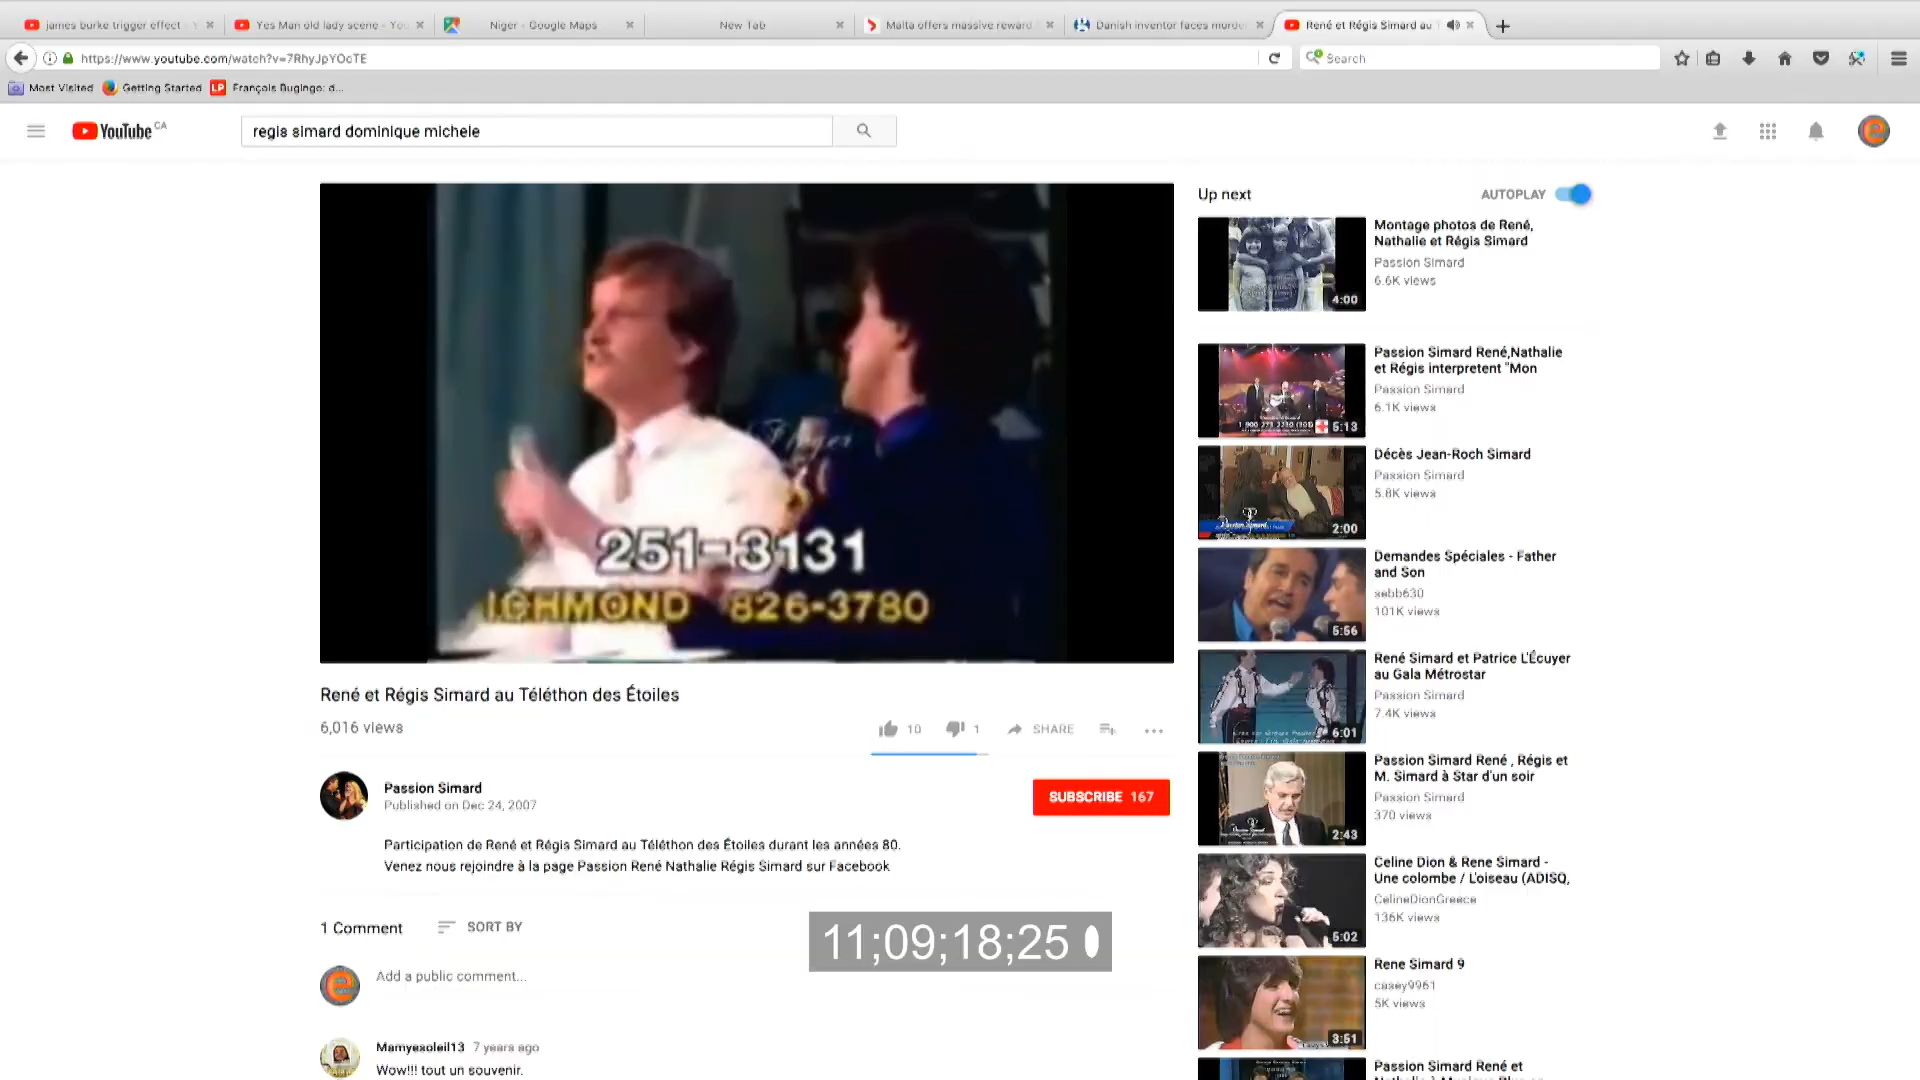 james burke trigger effect
Yes Man old lady scene - You
Niger - Google Maps
New Tab
Malta offers massive reward
Danish inventor faces murde
René et Régis Simard au
https://www.youtube.com/watch?v=7RhyJpYOcTE
Search
Most Visited
Getting Started
LP
François Bugingo: d...
YouTube CA
regis simard dominique michele
Up next
AUTOPLAY
251-3131
ICHMOND 826-3780
Montage photos de René,
Nathalie et Régis Simard
Passion Simard
6.6K views
4:00
Passion Simard René,Nathalie
et Régis interpretent "Mon
Passion Simard
6.1K views
5:13
Décès Jean-Roch Simard
Passion Simard
5.8K views
2:00
Demandes Spéciales - Father
and Son
sebb630
101K views
5:56
René Simard et Patrice L'Écuyer
au Gala Métrostar
Passion Simard
7.4K views
6:01
Passion Simard René , Régis et
M. Simard à Star d'un soir
Passion Simard
370 views
2:43
Celine Dion & Rene Simard -
Une colombe / L'oiseau (ADISQ,
CelineDionGreece
136K views
5:02
Rene Simard 9
casey9961
5K views
3:51
Passion Simard René et
René et Régis Simard au Téléthon des Étoiles
6,016 views
10
1
SHARE
Passion Simard
Published on Dec 24, 2007
SUBSCRIBE 167
Participation de René et Régis Simard au Téléthon des Étoiles durant les années 80.
Venez nous rejoindre à la page Passion René Nathalie Régis Simard sur Facebook
1 Comment
SORT BY
11;09;18;25
Add a public comment...
Mamyesoleil13 7 years ago
Wow!!! tout un souvenir.